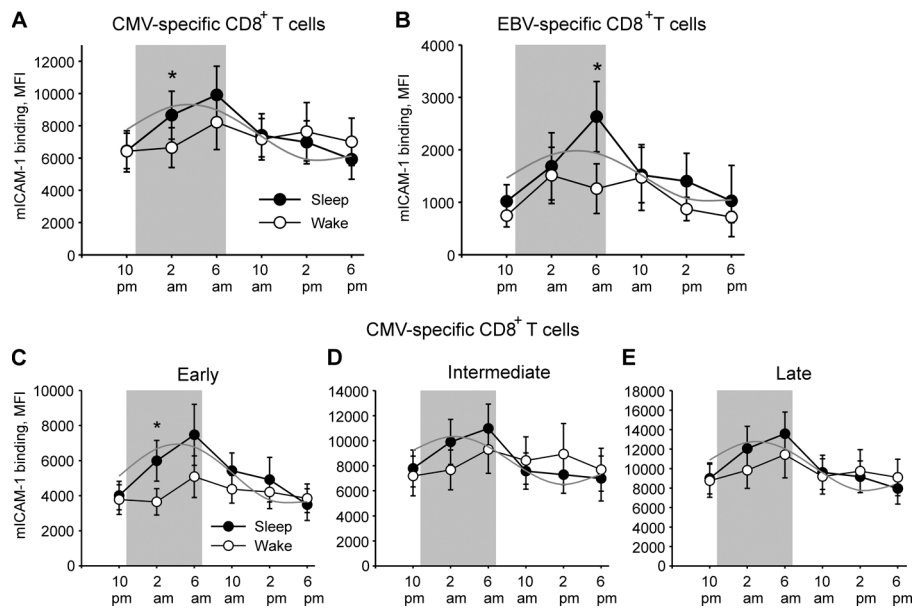 A
CMV-specific CD8+ T cells
mICAM-1 binding, MFI
12000
10000
8000
6000
4000
2000
0
*
Sleep
Wake
10 2 6 10 2 6
pm am am am pm pm
B
EBV-specific CD8+ T cells
mICAM-1 binding, MFI
4000
3000
2000
1000
0
*
10 2 6 10 2 6
pm am am am pm pm
CMV-specific CD8+ T cells
C
Early
mICAM-1 binding, MFI
10000
8000
6000
4000
2000
0
*
Sleep
Wake
10 2 6 10 2 6
pm am am am pm pm
D
Intermediate
14000
12000
10000
8000
6000
4000
2000
0
10 2 6 10 2 6
pm am am am pm pm
E
Late
18000
16000
14000
12000
10000
8000
6000
4000
2000
0
10 2 6 10 2 6
pm am am am pm pm